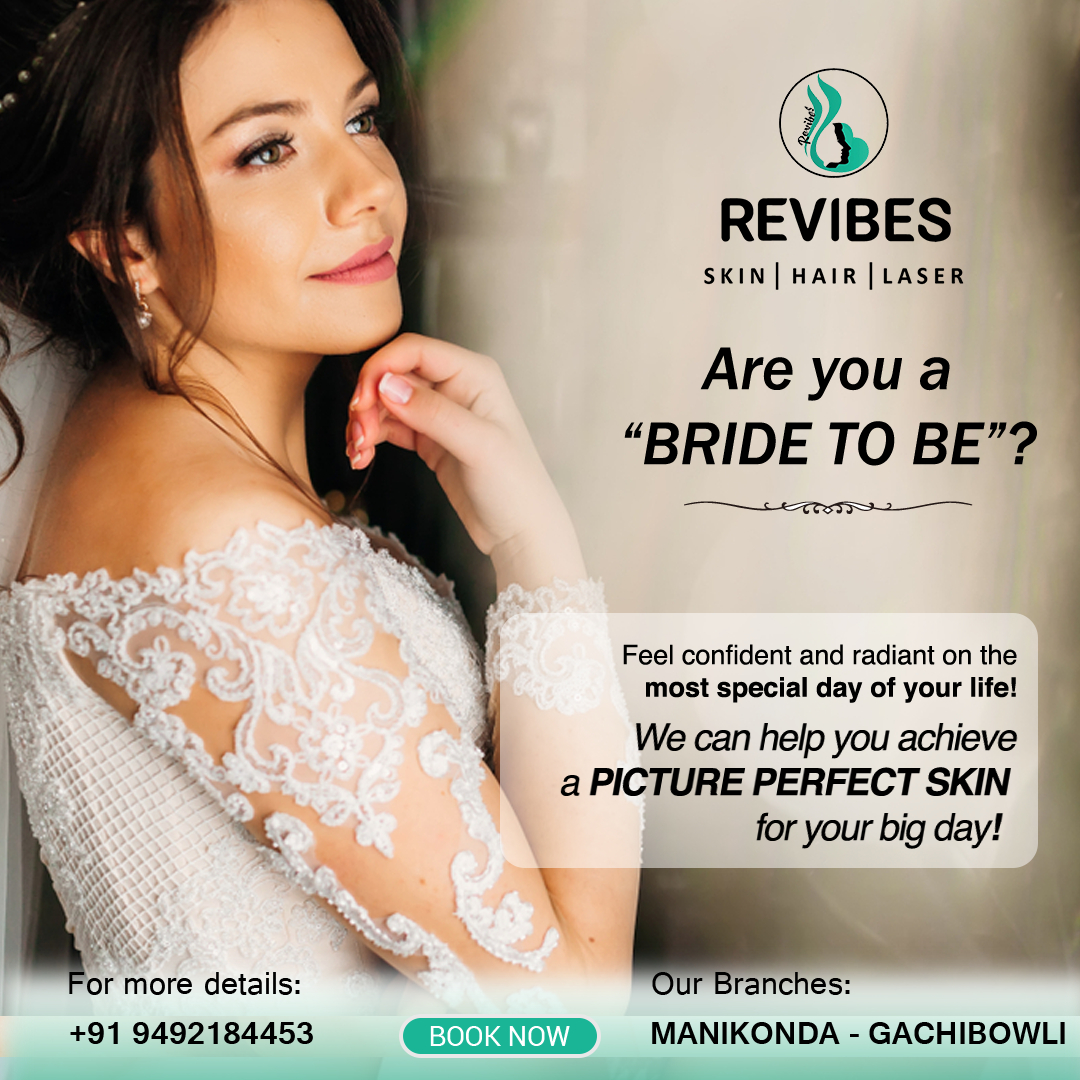 Revibes
REVIBES
SKIN | HAIR | LASER
Are you a
“BRIDE TO BE”?
Feel confident and radiant on the
most special day of your life!
We can help you achieve
a PICTURE PERFECT SKIN
for your big day!
For more details:
+91 9492184453
BOOK NOW
Our Branches:
MANIKONDA - GACHIBOWLI